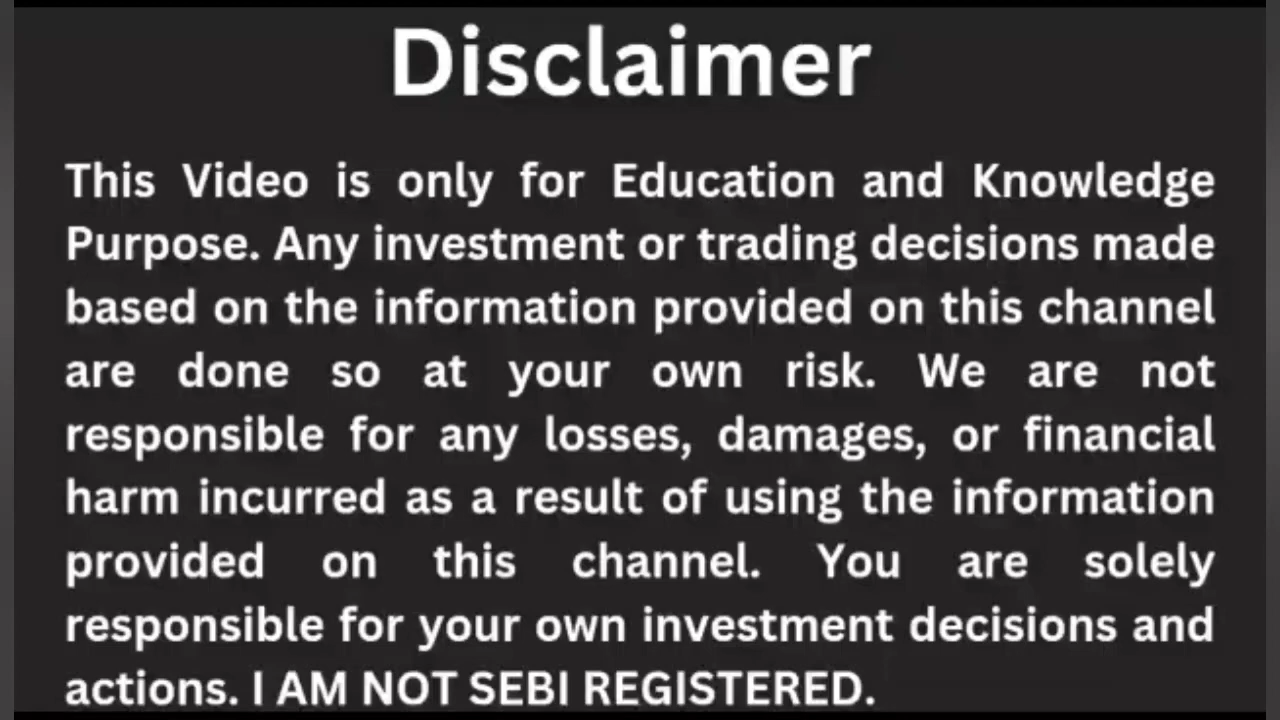 Disclaimer
This Video is only for Education and Knowledge
Purpose. Any investment or trading decisions made
based on the information provided on this channel
are done so at your own risk. We are not
responsible for any losses, damages, or financial
harm incurred as a result of using the information
provided on this channel. You are solely
responsible for your own investment decisions and
actions. I AM NOT SEBI REGISTERED.